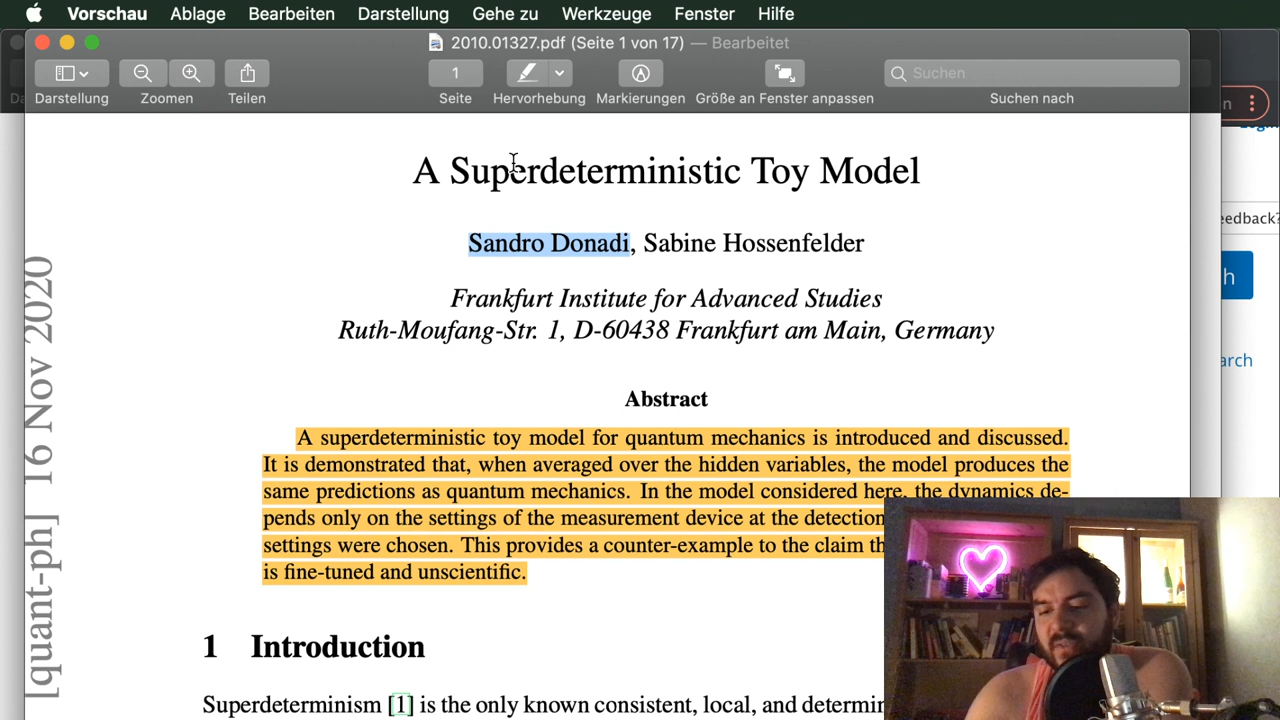 Vorschau Ablage Bearbeiten Darstellung Gehe zu Werkzeuge Fenster Hilfe
2010.01327.pdf (Seite 1 von 17) — Bearbeitet
1 Suchen
Darstellung Zoomen Teilen Seite Hervorhebung Markierungen Größe an Fenster anpassen Suchen nach
n
eedback?
h
arch
A Superdeterministic Toy Model
Sandro Donadi, Sabine Hossenfelder
Frankfurt Institute for Advanced Studies
Ruth-Moufang-Str. 1, D-60438 Frankfurt am Main, Germany
[quant-ph] 16 Nov 2020
Abstract
A superdeterministic toy model for quantum mechanics is introduced and discussed.
It is demonstrated that, when averaged over the hidden variables, the model produces the
same predictions as quantum mechanics. In the model considered here, the dynamics de-
pends only on the settings of the measurement device at the detection
settings were chosen. This provides a counter-example to the claim th
is fine-tuned and unscientific.
1 Introduction
Superdeterminism [1] is the only known consistent, local, and determin